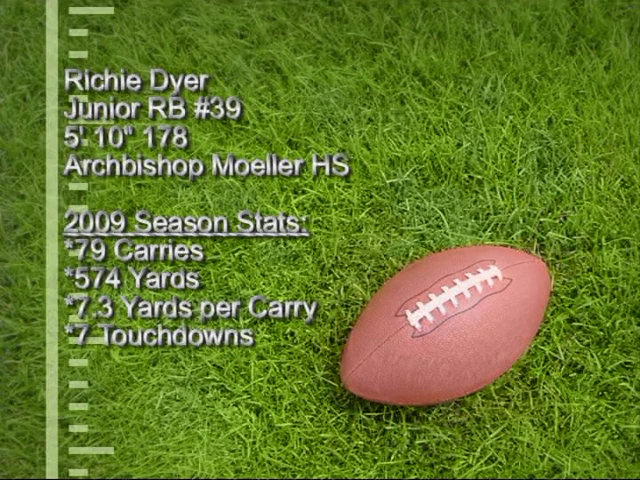 Richie Dyer
Junior RB #39
5' 10" 178
Archbishop Moeller HS
2009 Season Stats:
*79 Carries
*574 Yards
*7.3 Yards per Carry
*7 Touchdowns